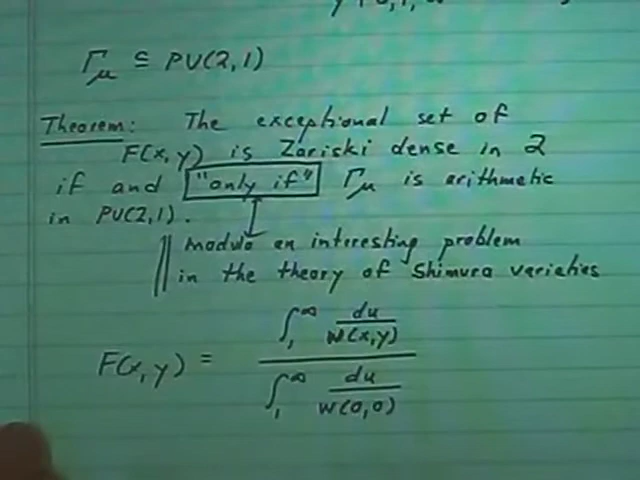 Γμ ⊆ PU(2,1)
Theorem: The exceptional set of
F(x,y) is Zariski dense in 2
if and "only if" Γμ is arithmetic
in PU(2,1).
modulo an interesting problem
in the theory of Shimura varieties
F(x,y) = ∫₁^∞ du / w(x,y)
∫₁^∞ du / w(0,0)